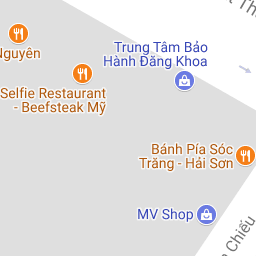 Nguyên
Trung Tâm Bảo
Hành Đăng Khoa
Selfie Restaurant
- Beefsteak Mỹ
Bánh Pía Sóc
Trăng - Hải Sơn
MV Shop
Chiếu